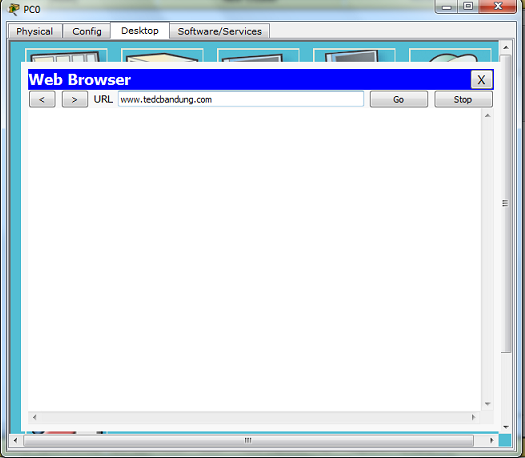 PC0
Physical Config Desktop Software/Services
Web Browser X
< > URL www.tedcbandung.com Go Stop